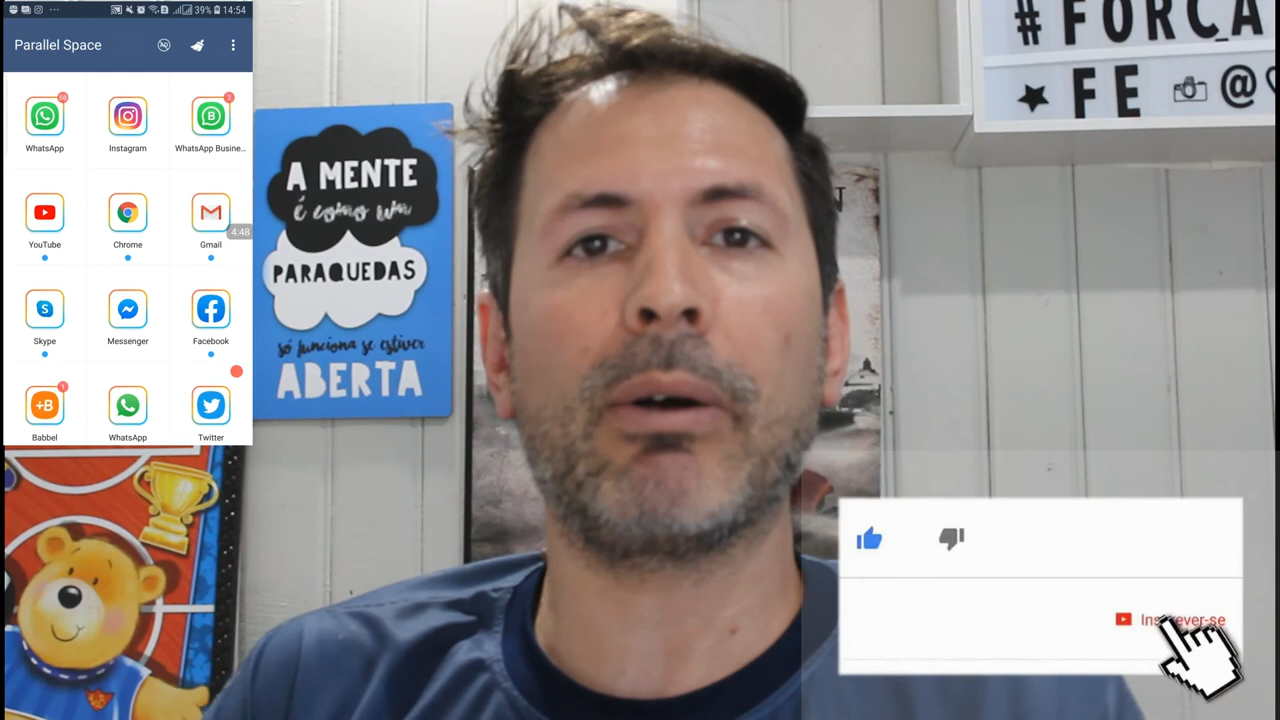 39% 14:54
Parallel Space
WhatsApp
Instagram
WhatsApp Busine...
YouTube
Chrome
Gmail
4:48
Skype
Messenger
Facebook
+B
Babbel
WhatsApp
Twitter
A MENTE
é como um
PARAQUEDAS
só funciona se estiver
ABERTA
# FORCA
FE @
Inscrever-se